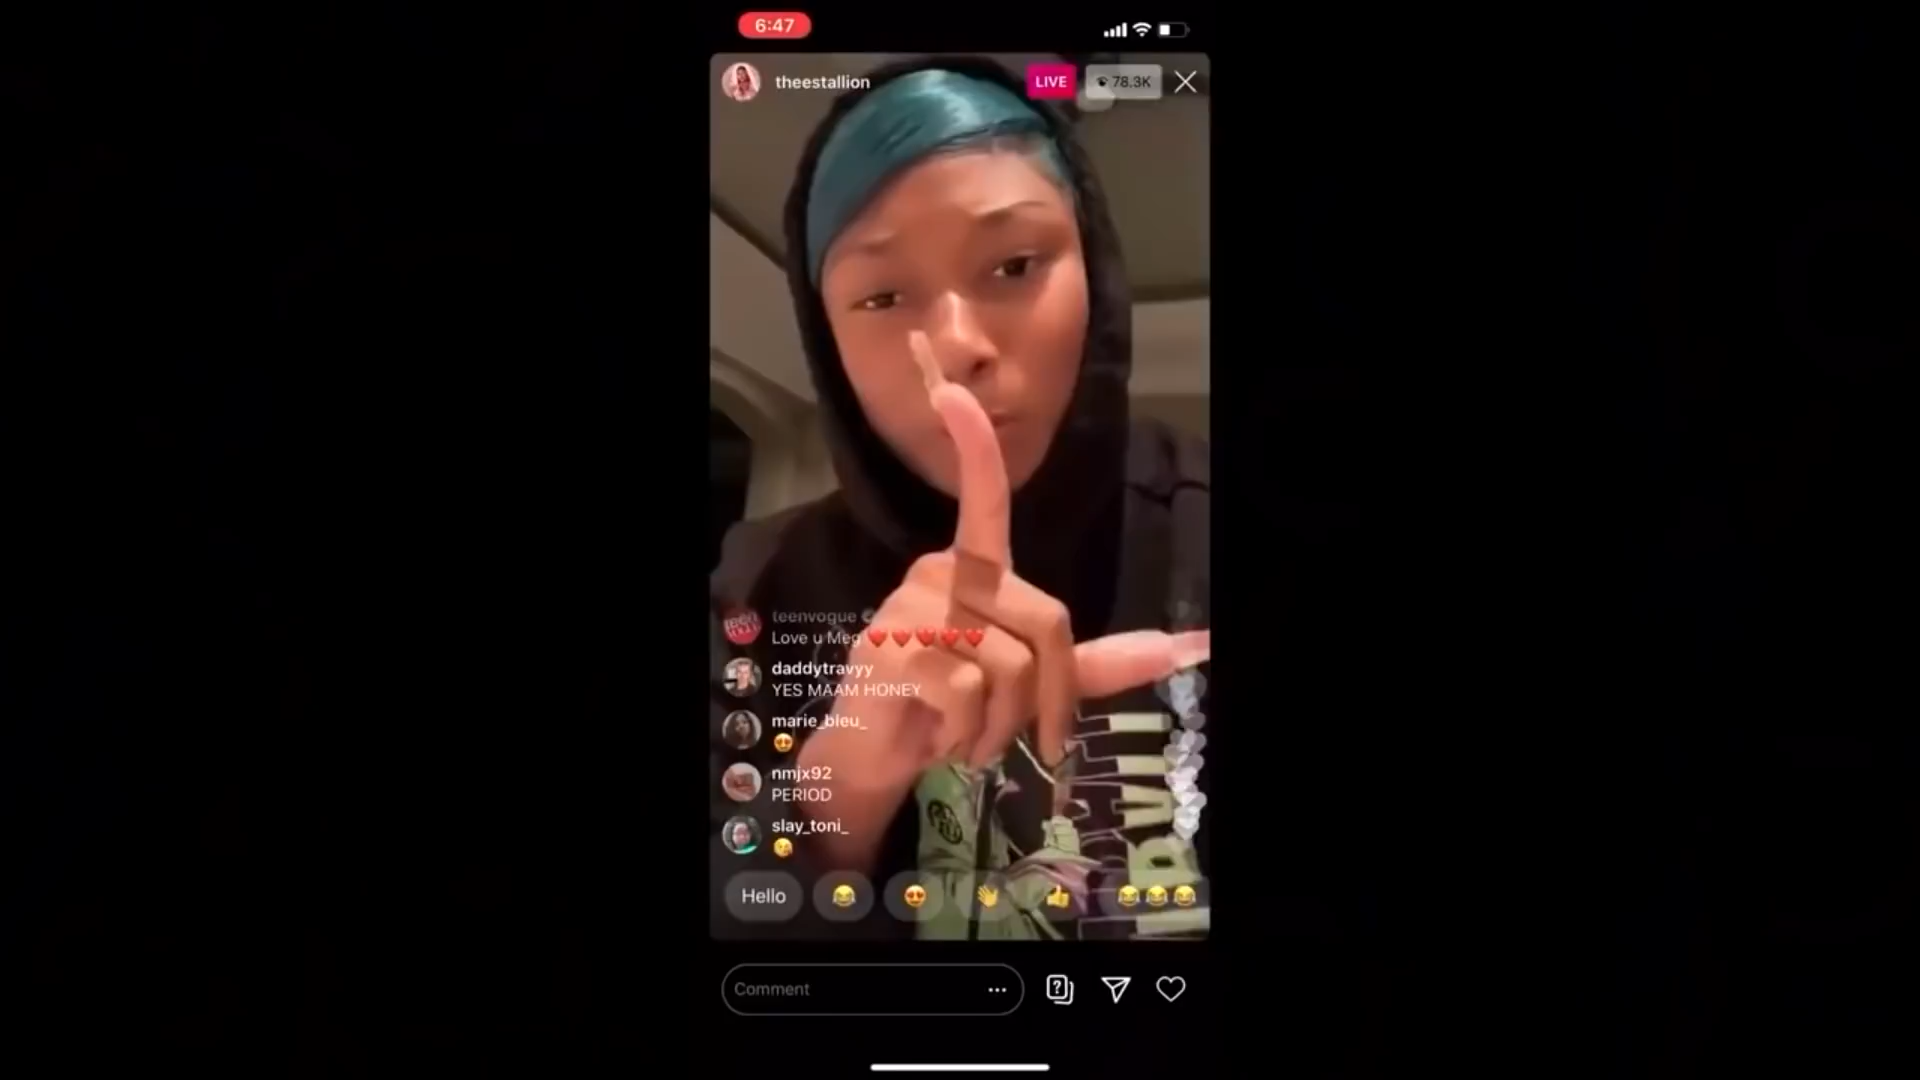 6:47
theestallion
LIVE
78.3K
teenvogue
Love u Meg ❤️❤️❤️❤️❤️
daddytravyy
YES MAAM HONEY
marie_bleu_
😍
nmjx92
PERIOD
slay_toni_
😘
Hello 😂 😍 👋 👍 😂😂😂
Comment